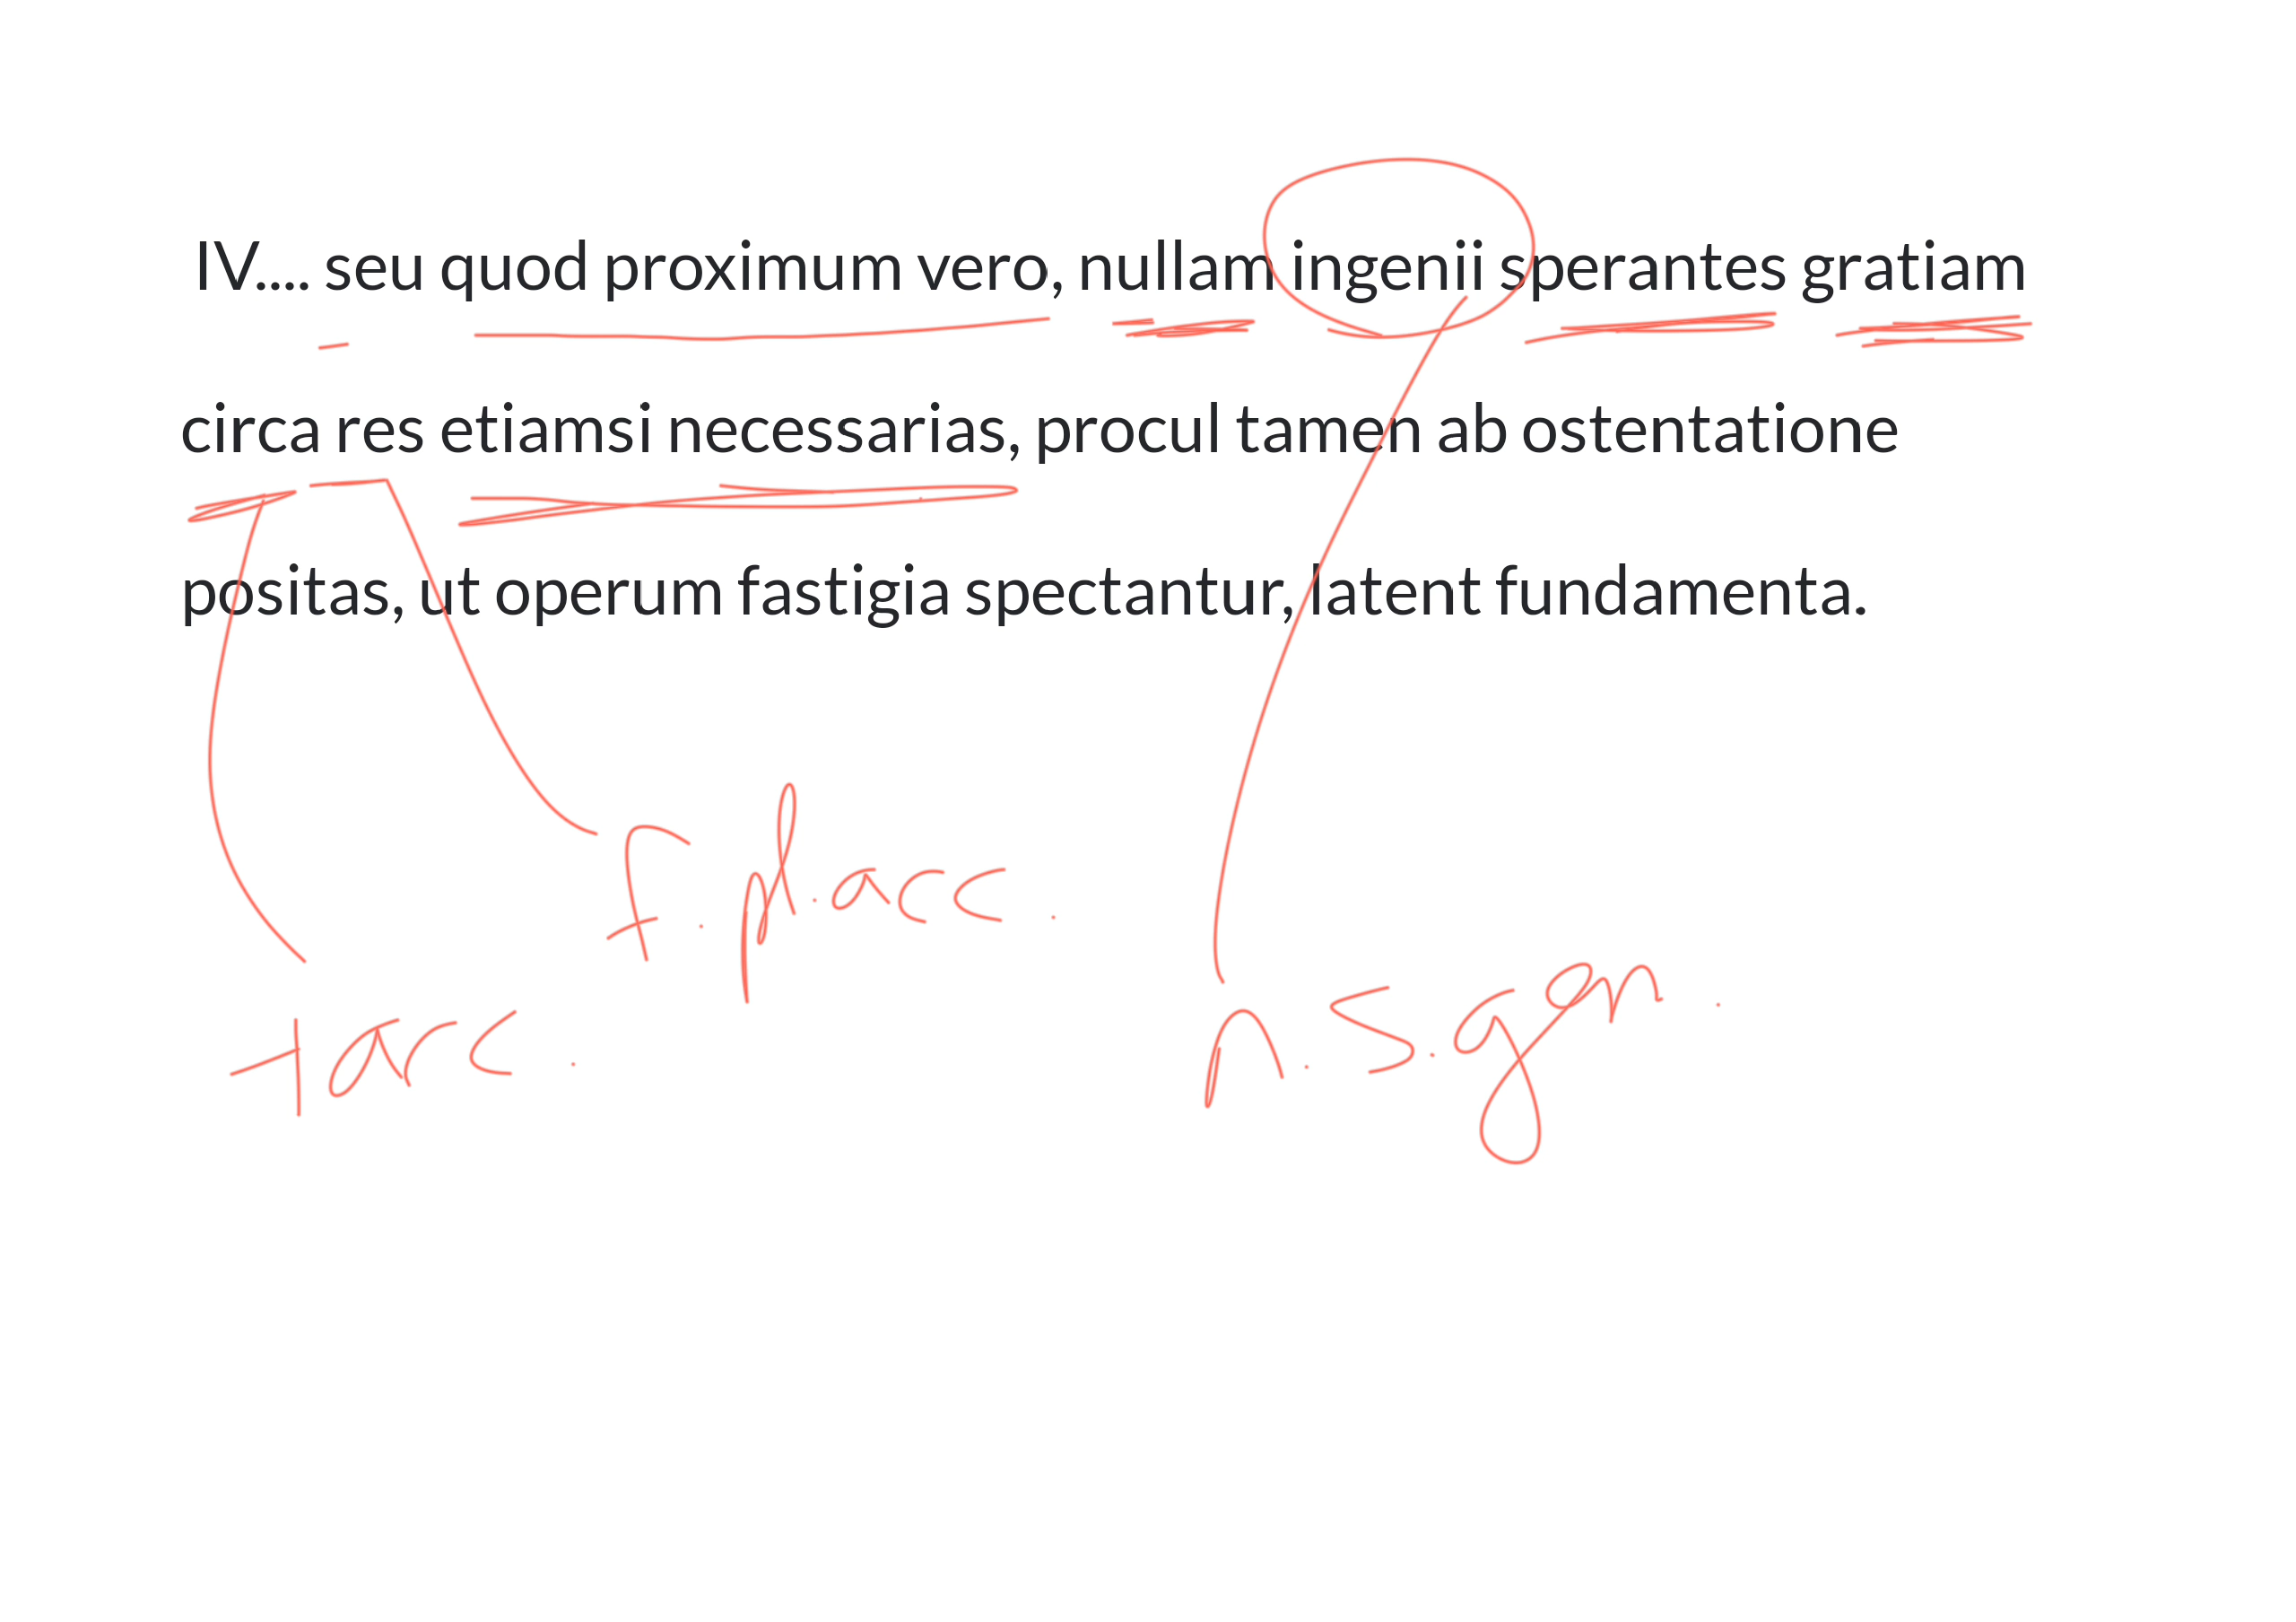 IV.... seu quod proximum vero, nullam ingenii sperantes gratiam
circa res etiamsi necessarias, procul tamen ab ostentatione
positas, ut operum fastigia spectantur, latent fundamenta.
f.pl.acc.
+acc.
n.s.gen.